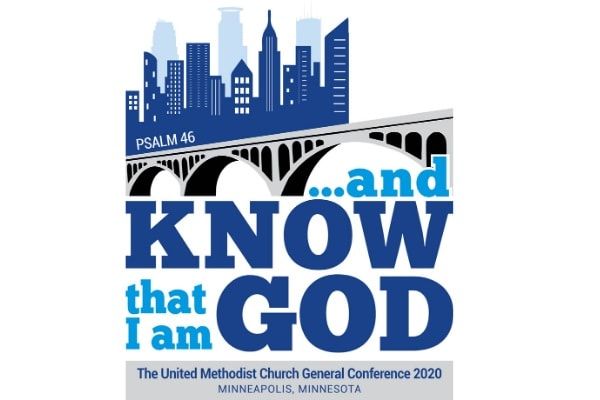 PSALM 46
...and
KNOW
that
I am
GOD
The United Methodist Church General Conference 2020
MINNEAPOLIS, MINNESOTA